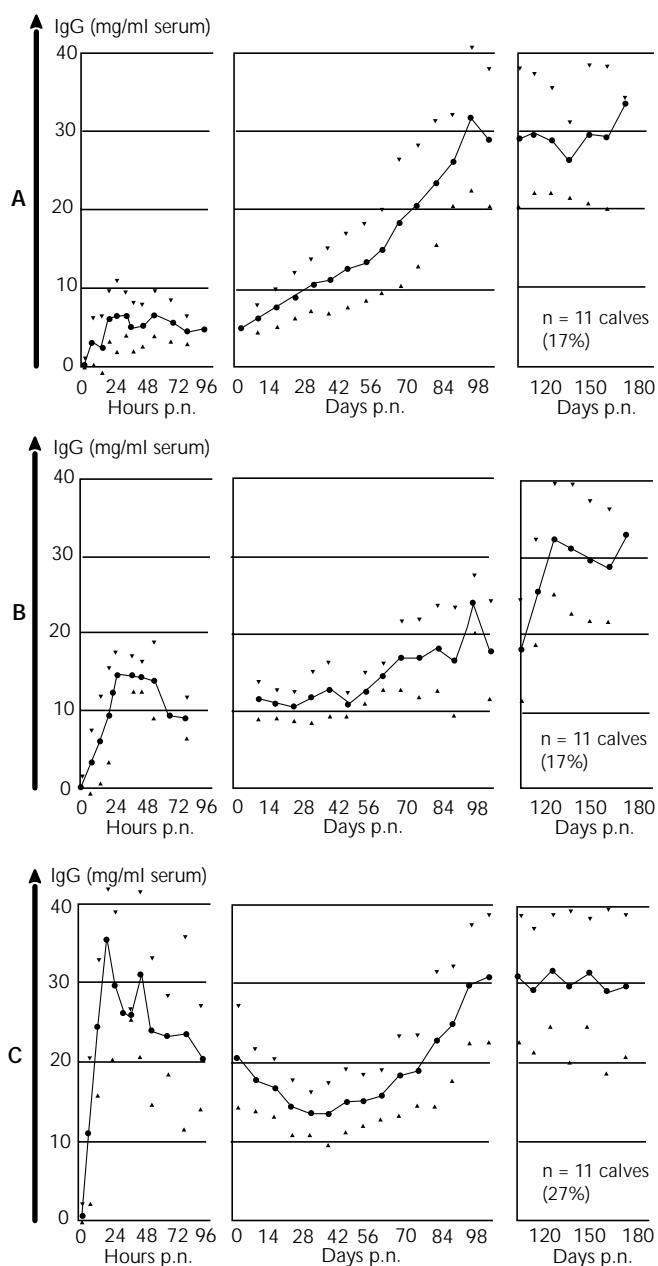 IgG (mg/ml serum)
40
30
A
20
10
n = 11 calves
(17%)
0
0 24 48 72 96
0 14 28 42 56 70 84 98
120 150 180
Hours p.n.
Days p.n.
Days p.n.
IgG (mg/ml serum)
40
30
B
20
10
n = 11 calves
(17%)
0
0 24 48 72 96
0 14 28 42 56 70 84 98
120 150 180
Hours p.n.
Days p.n.
Days p.n.
IgG (mg/ml serum)
40
30
C
20
10
n = 11 calves
(27%)
0
0 24 48 72 96
0 14 28 42 56 70 84 98
120 150 180
Hours p.n.
Days p.n.
Days p.n.